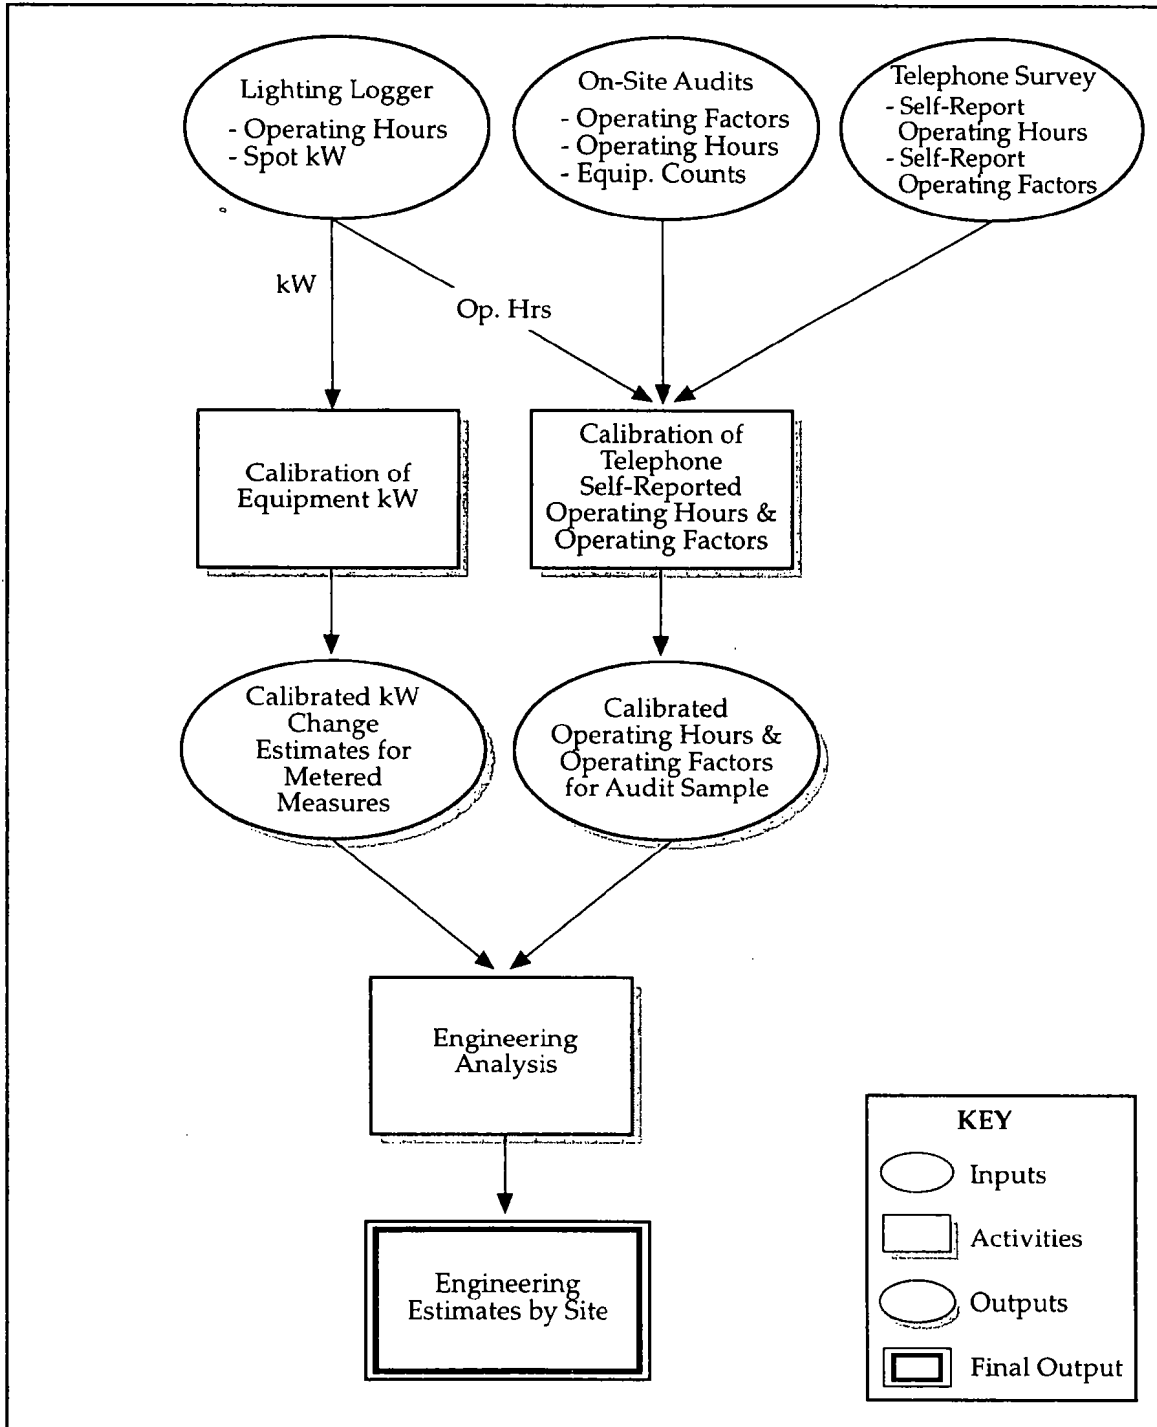 Lighting Logger
- Operating Hours
- Spot kW
On-Site Audits
- Operating Factors
- Operating Hours
- Equip. Counts
Telephone Survey
- Self-Report
Operating Hours
- Self-Report
Operating Factors
kW
Op. Hrs
Calibration of
Equipment kW
Calibration of
Telephone
Self-Reported
Operating Hours &
Operating Factors
Calibrated kW
Change
Estimates for
Metered
Measures
Calibrated
Operating Hours &
Operating Factors
for Audit Sample
Engineering
Analysis
Engineering
Estimates by Site
KEY
Inputs
Activities
Outputs
Final Output